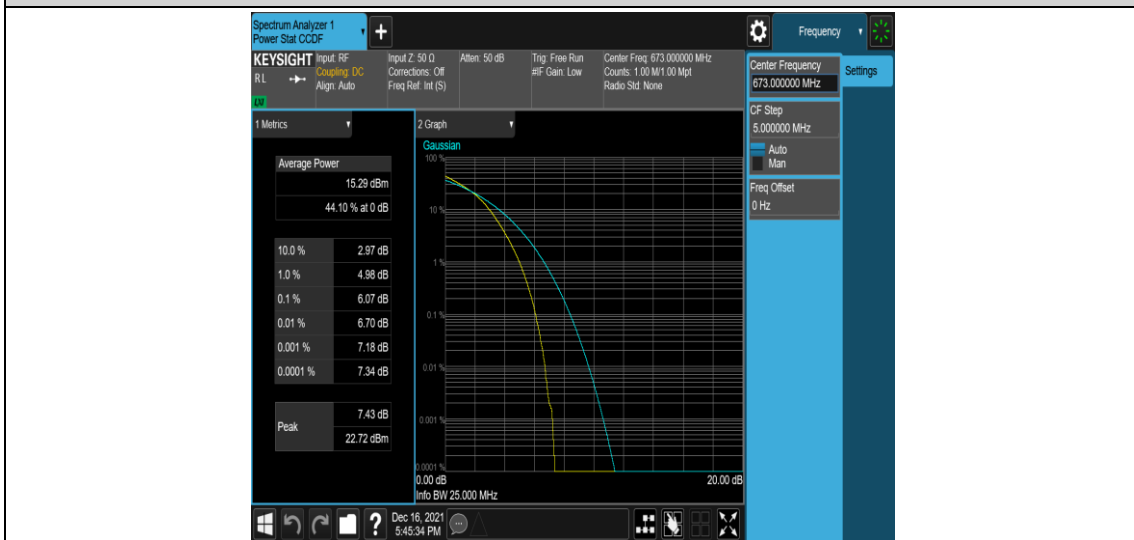 Spectrum Analyzer 1
Power Stat CCDF
Frequency
KEYSIGHT
RL
LXI
Input: RF
Coupling: DC
Align: Auto
Input Z: 50 Ω
Corrections: Off
Freq Ref: Int (S)
Atten: 50 dB
Trig: Free Run
#IF Gain: Low
Center Freq: 673.000000 MHz
Counts: 1.00 M/1.00 Mpt
Radio Std: None
Center Frequency
673.000000 MHz
Settings
CF Step
5.000000 MHz
Auto
Man
Freq Offset
0 Hz
1 Metrics
Average Power
15.29 dBm
44.10 % at 0 dB
10.0 % 2.97 dB
1.0 % 4.98 dB
0.1 % 6.07 dB
0.01 % 6.70 dB
0.001 % 7.18 dB
0.0001 % 7.34 dB
Peak
7.43 dB
22.72 dBm
2 Graph
Gaussian
100 %
10 %
1 %
0.1 %
0.01 %
0.001 %
0.0001 %
0.00 dB 20.00 dB
Info BW 25.000 MHz
?
Dec 16, 2021
5:45:34 PM